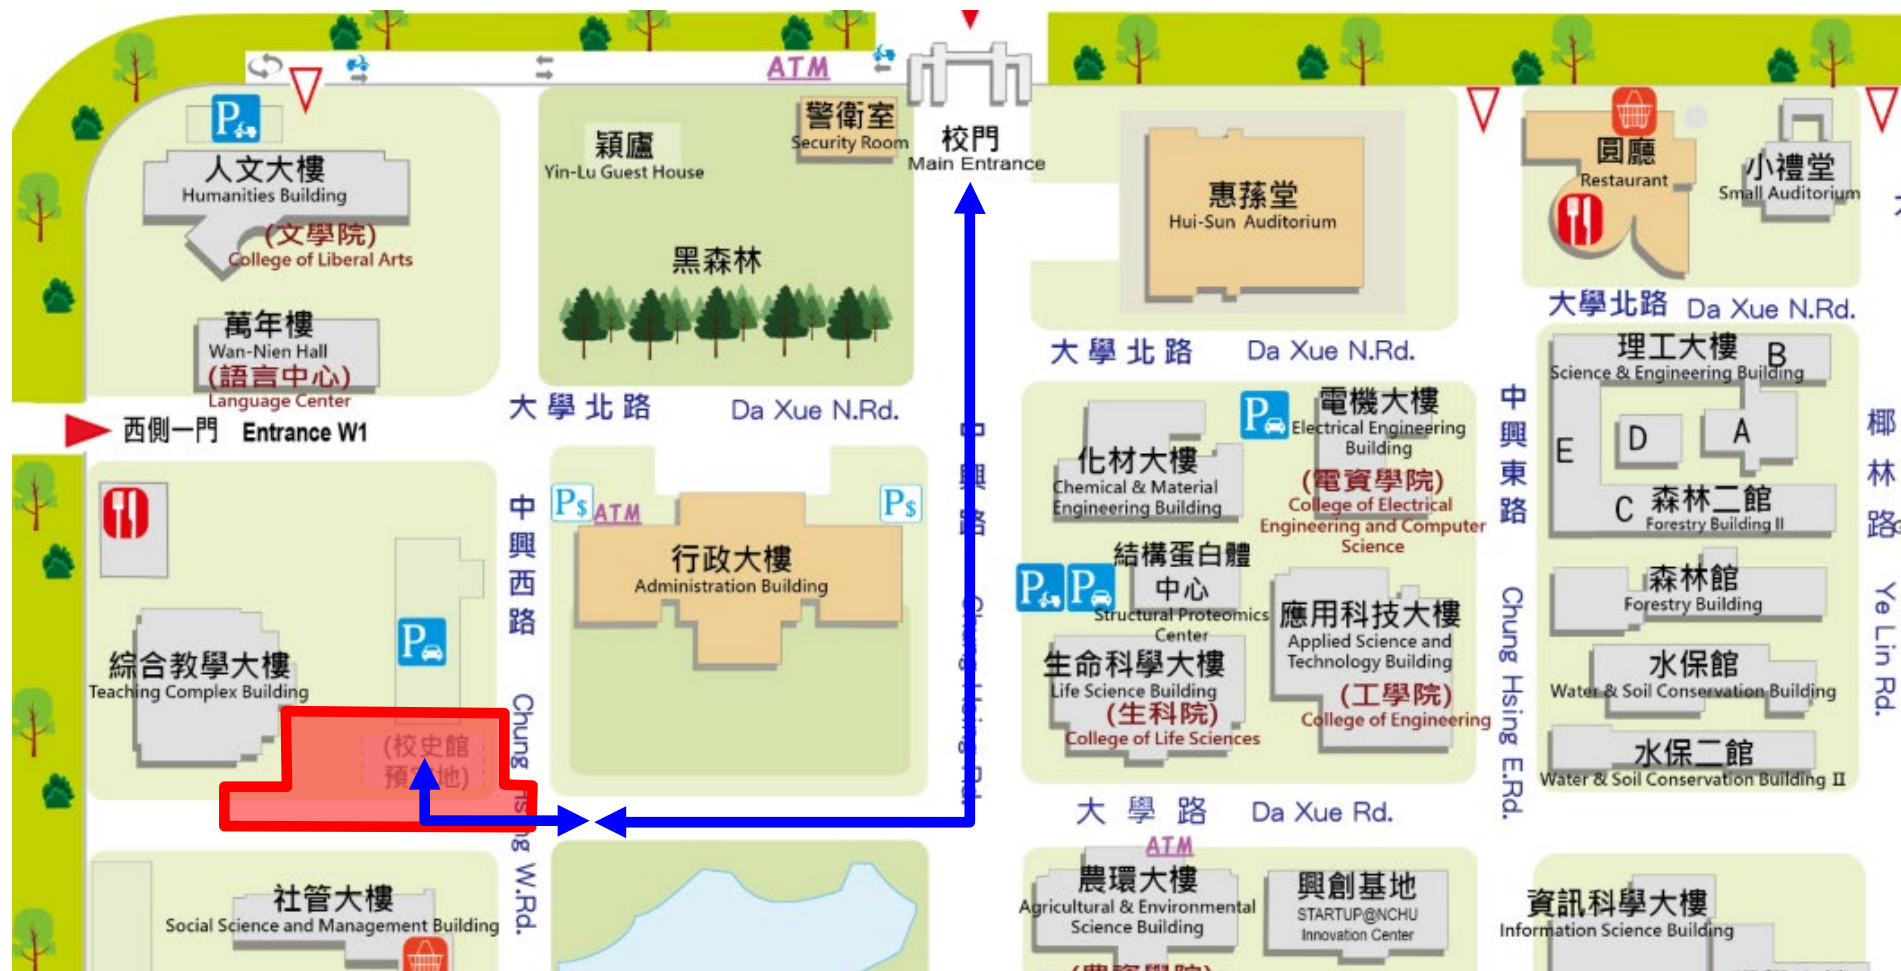 ATM
P
人文大樓
Humanities Building
(文學院)
College of Liberal Arts
萬年樓
Wan-Nien Hall
(語言中心)
Language Center
西側一門 Entrance W1
穎廬
Yin-Lu Guest House
警衛室
Security Room
校門
Main Entrance
黑森林
大學北路 Da Xue N.Rd.
惠蓀堂
Hui-Sun Auditorium
大學北路 Da Xue N.Rd.
圓廳
Restaurant
小禮堂
Small Auditorium
大學北路 Da Xue N.Rd.
理工大樓 B
Science & Engineering Building
E
D
A
C
森林二館
Forestry Building II
森林館
Forestry Building
水保館
Water & Soil Conservation Building
水保二館
Water & Soil Conservation Building II
椰林路
Ye Lin Rd.
中興東路
Chung Hsing E.Rd.
P
電機大樓
Electrical Engineering
Building
(電資學院)
College of Electrical
Engineering and Computer
Science
化材大樓
Chemical & Material
Engineering Building
P
P
結構蛋白體
中心
Structural Proteomics
Center
應用科技大樓
Applied Science and
Technology Building
(工學院)
College of Engineering
生命科學大樓
Life Science Building
(生科院)
College of Life Sciences
中興路
Chung Hsing Rd.
P$
ATM
P$
行政大樓
Administration Building
中興西路
Chung Hsing W.Rd.
P
綜合教學大樓
Teaching Complex Building
(校史館
大學路 Da Xue Rd.
社管大樓
Social Science and Management Building
ATM
農環大樓
Agricultural & Environmental
Science Building
(農資學院)
興創基地
STARTUP@NCHU
Innovation Center
資訊科學大樓
Information Science Building